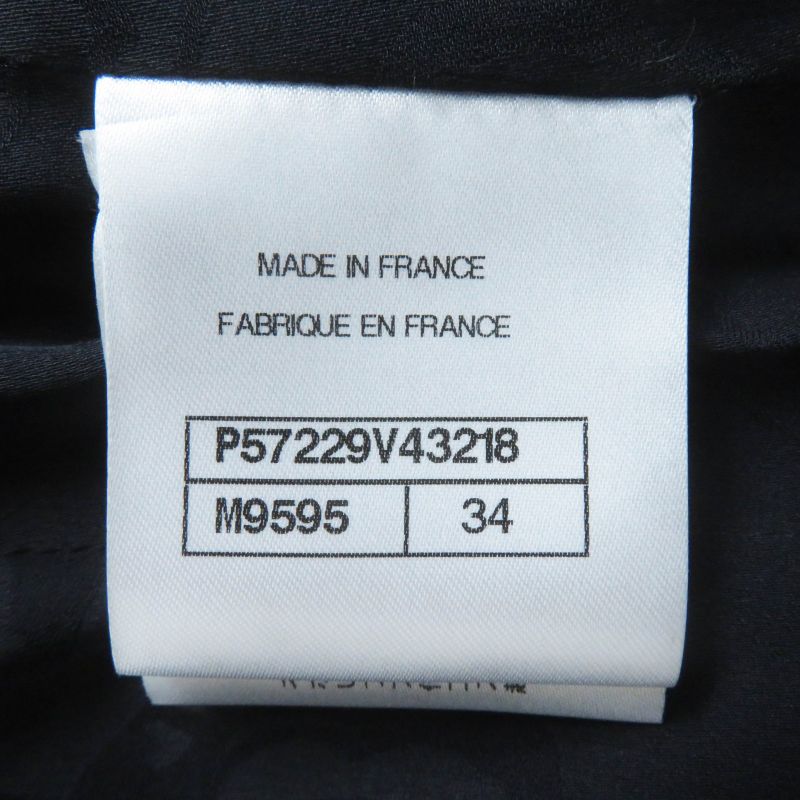 MADE IN FRANCE
FABRIQUE EN FRANCE
P57229V43218
M9595 34